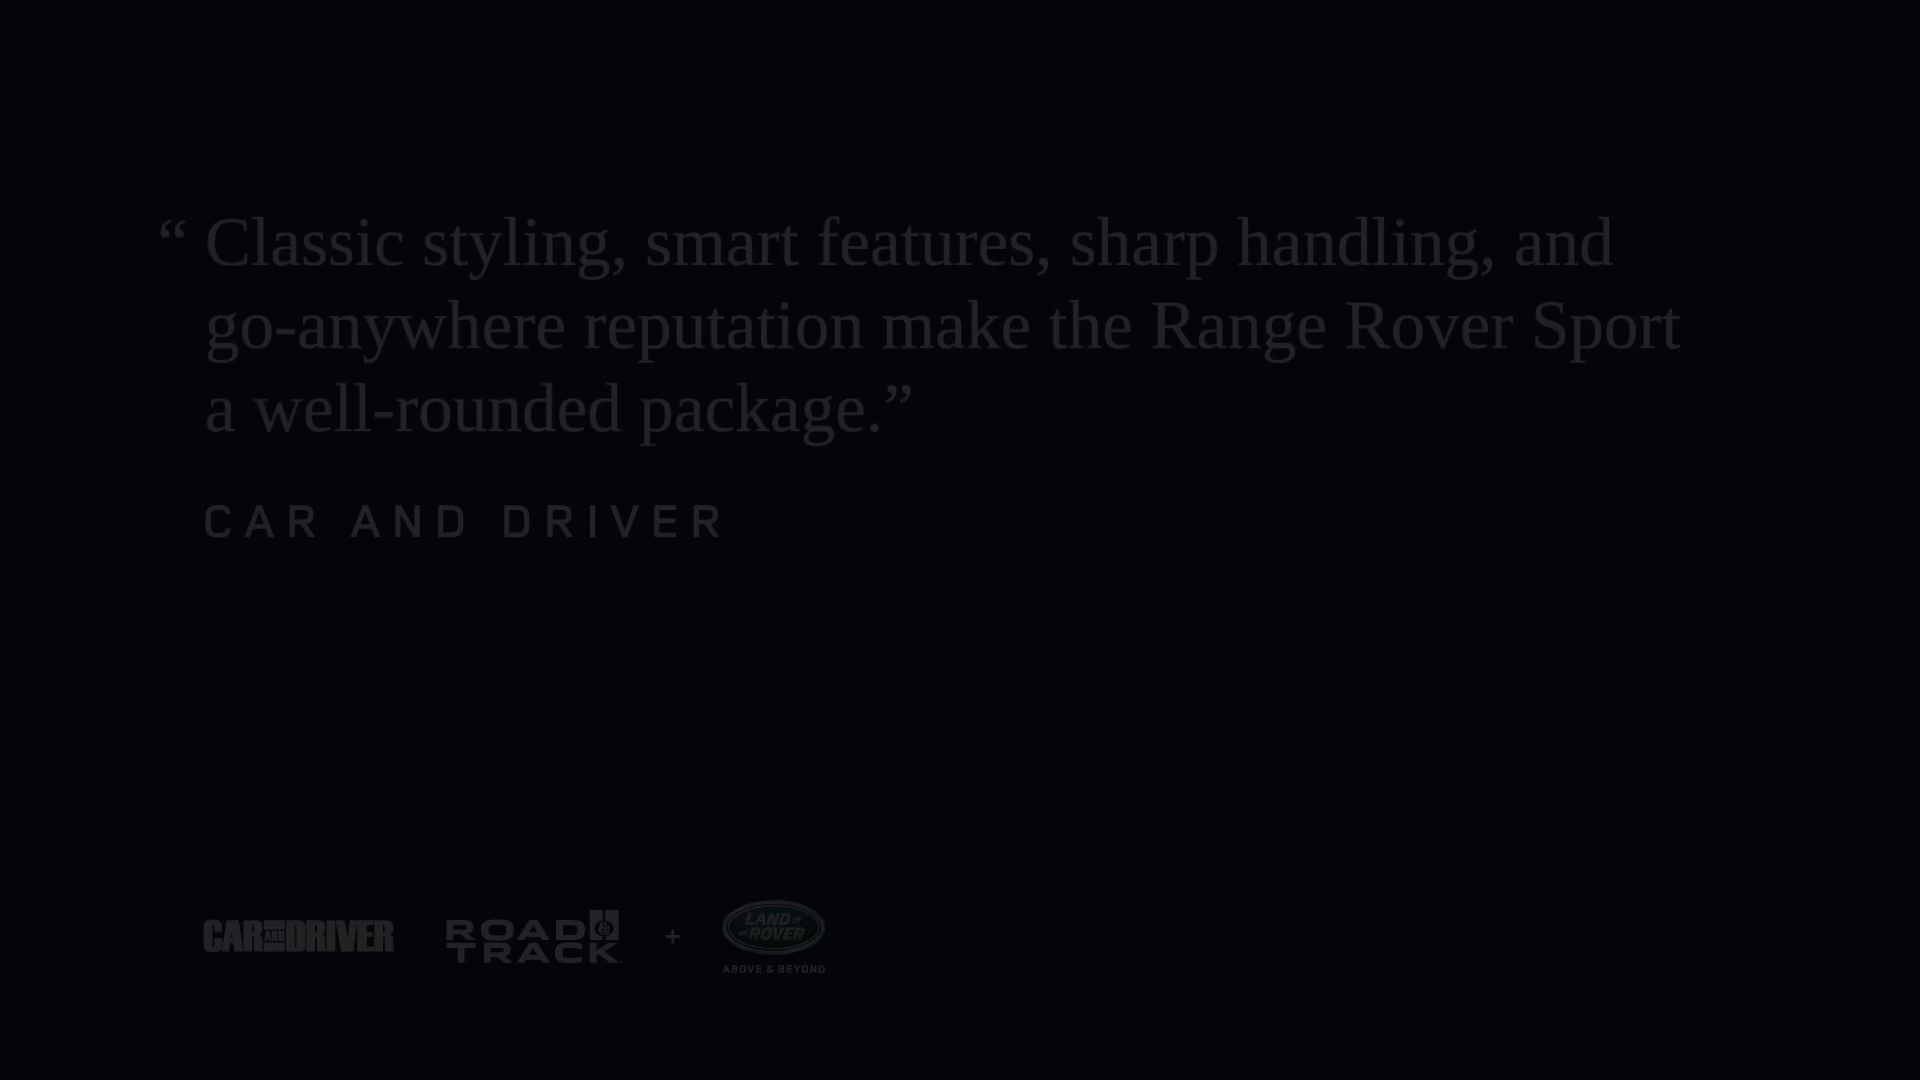 “ Classic styling, smart features, sharp handling, and
go-anywhere reputation make the Range Rover Sport
a well-rounded package.”
CAR AND DRIVER
CAR AND DRIVER
ROAD &
TRACK
+
LAND
ROVER
ABOVE & BEYOND